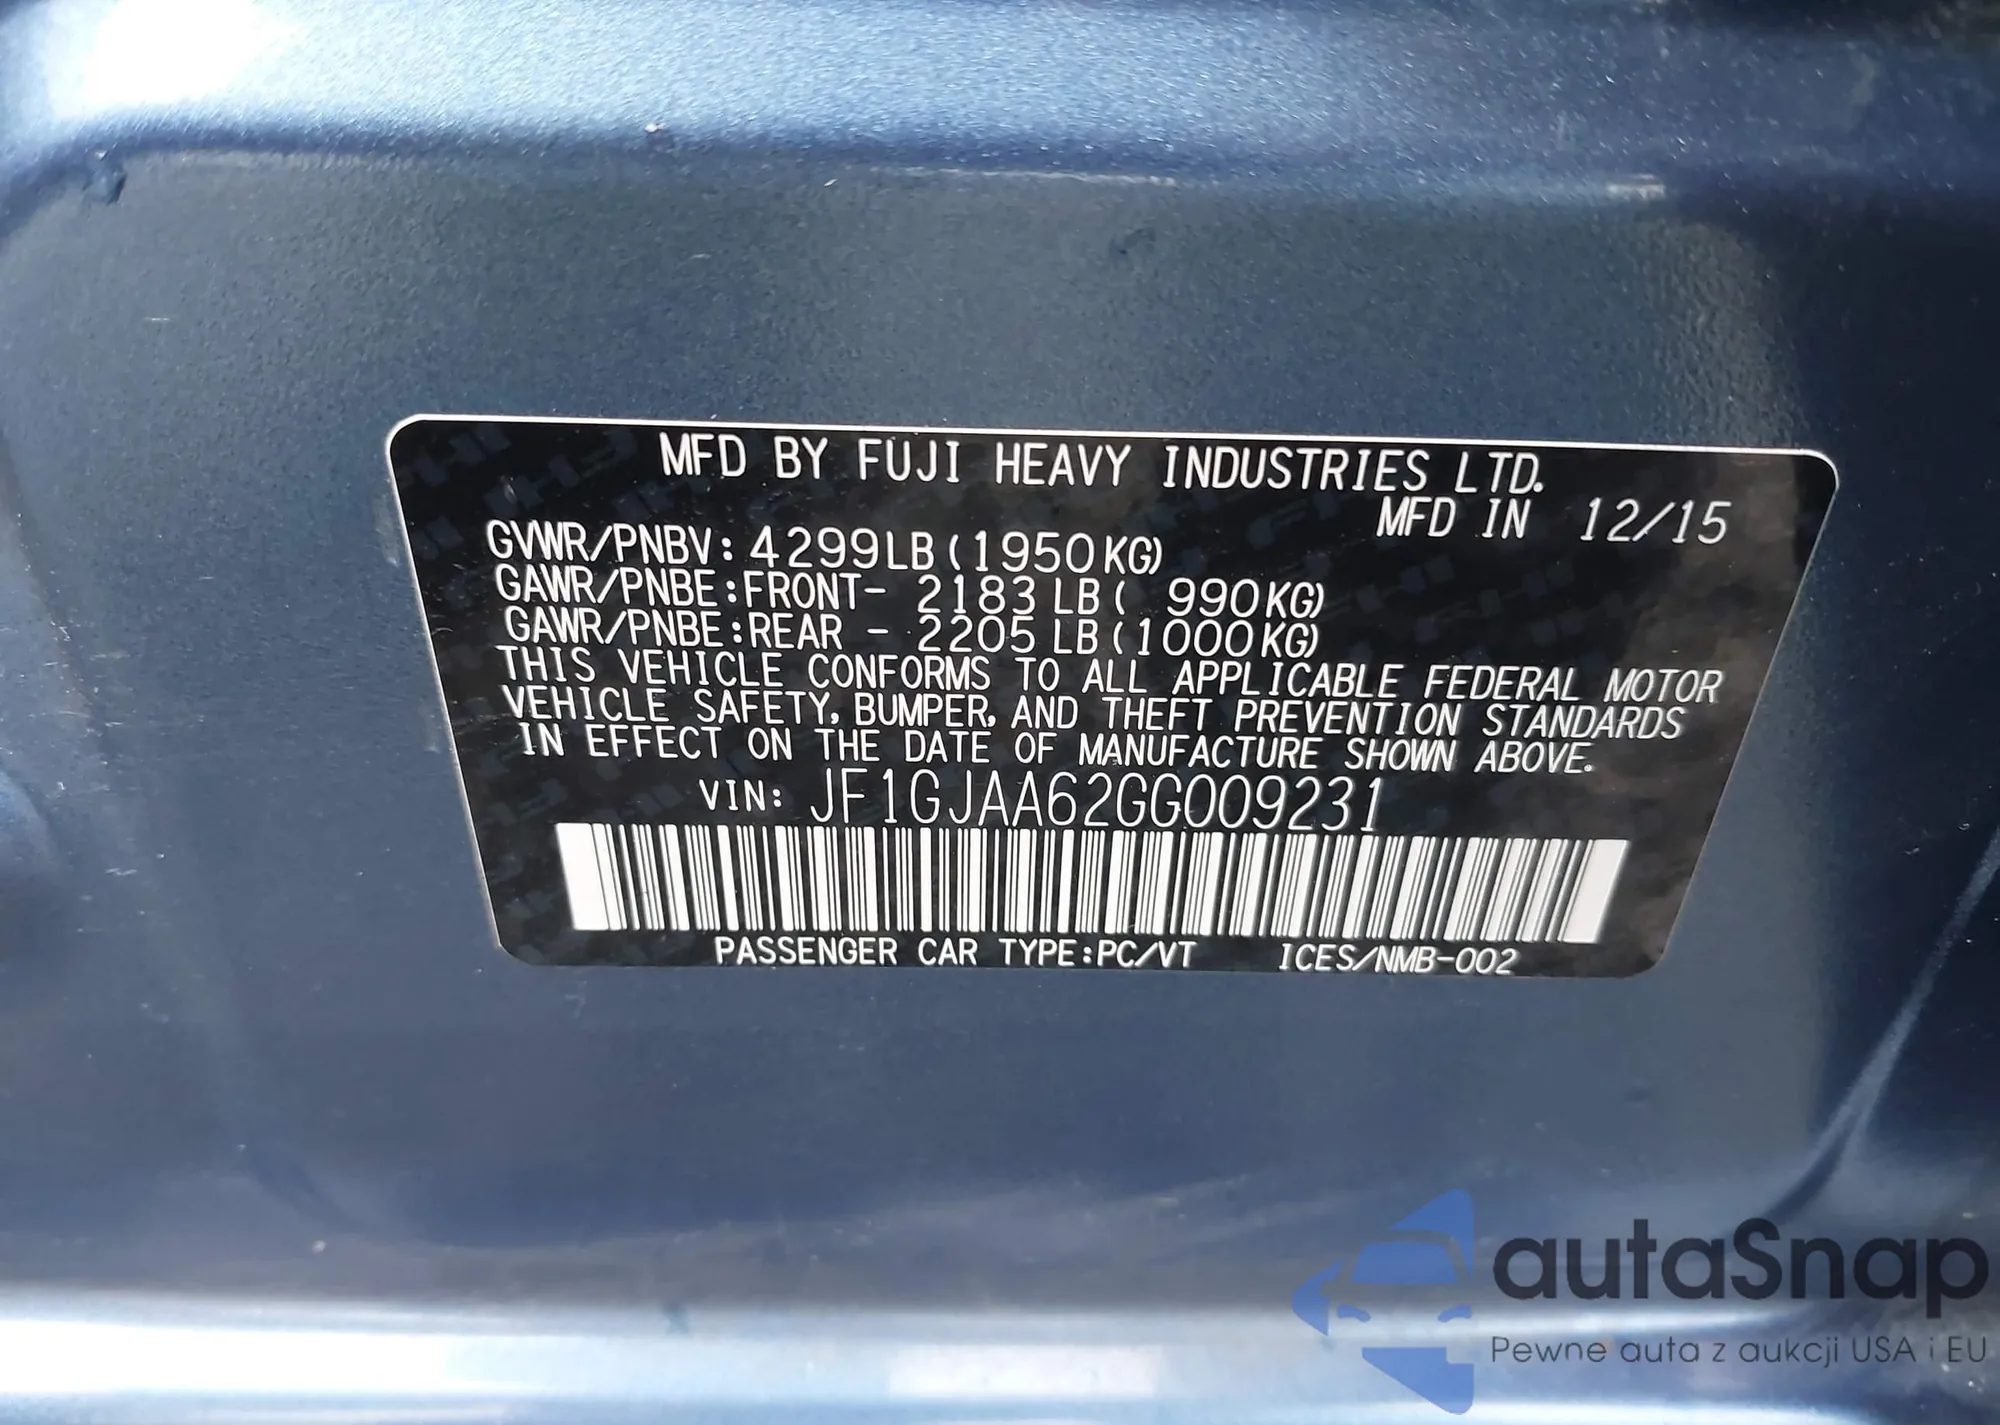 MFD BY FUJI HEAVY INDUSTRIES LTD.
MFD IN 12/15
GVWR/PNBV: 4299LB (1950KG)
GAWR/PNBE:FRONT- 2183 LB ( 990KG)
GAWR/PNBE:REAR - 2205 LB (1000KG)
THIS VEHICLE CONFORMS TO ALL APPLICABLE FEDERAL MOTOR
VEHICLE SAFETY, BUMPER, AND THEFT PREVENTION STANDARDS
IN EFFECT ON THE DATE OF MANUFACTURE SHOWN ABOVE.
VIN: JF1GJAA62GG009231
PASSENGER CAR TYPE:PC/VT ICES/NMB-002
autaSnap
Pewne auta z aukcji USA i EU